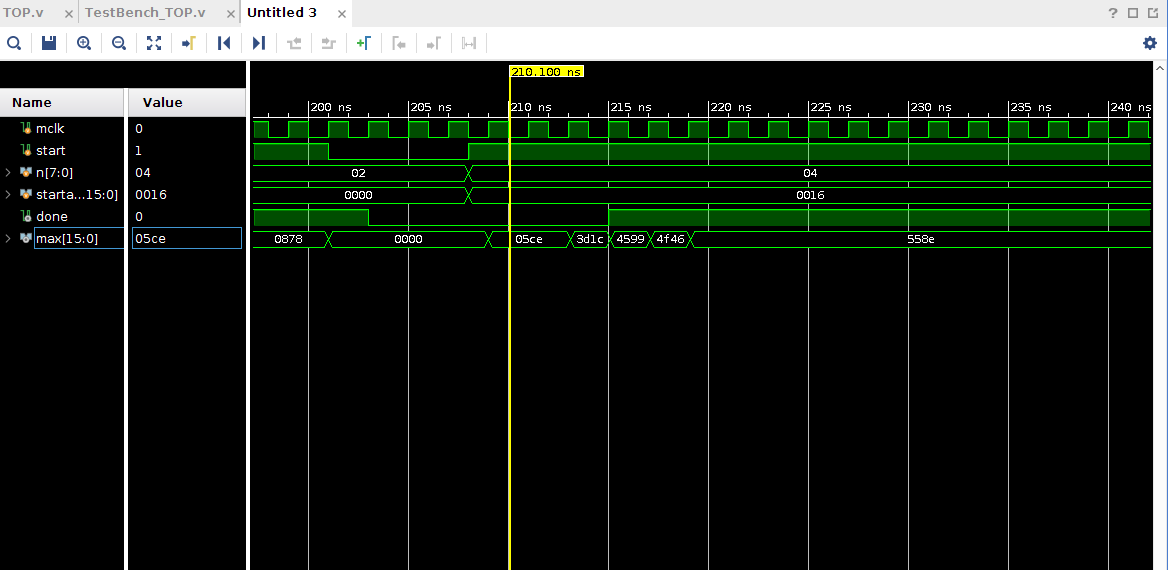 TOP.v × TestBench_TOP.v × Untitled 3 ×
?
210.100 ns
Name Value
200 ns 205 ns 210 ns 215 ns 220 ns 225 ns 230 ns 235 ns 240 ns
mclk 0
start 1
n[7:0] 04 02 04
starta...15:0] 0016 0000 0016
done 0
max[15:0] 05ce 0878 0000 05ce 3d1c 4599 4f46 558e